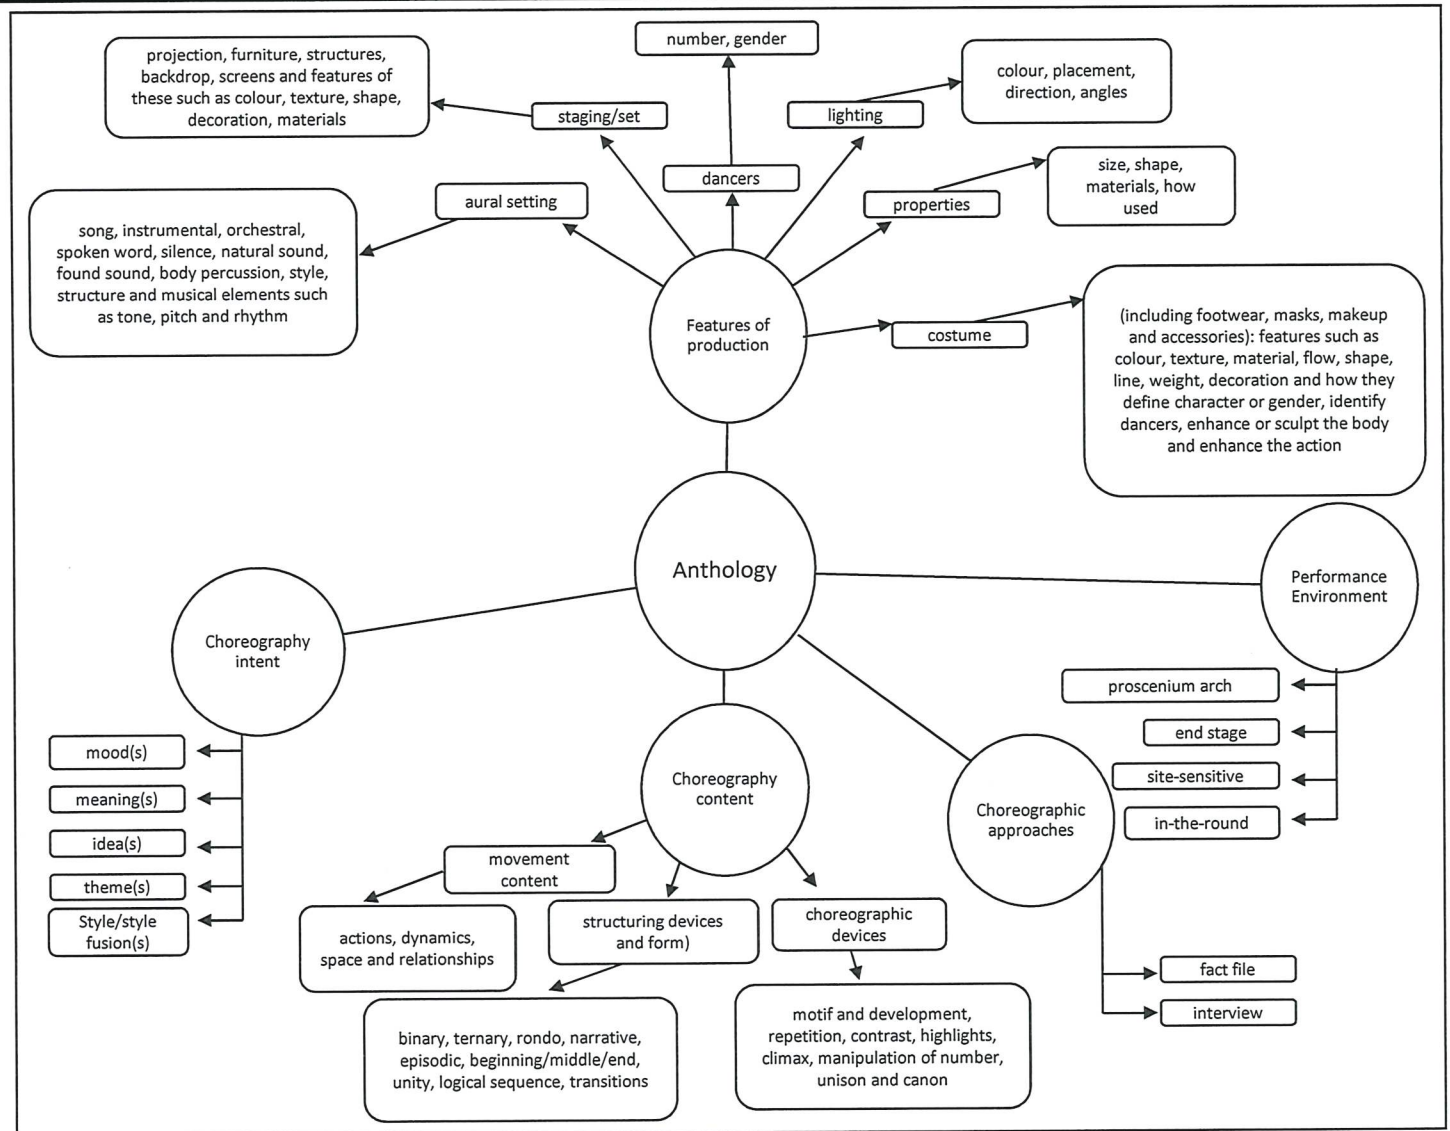 number, gender
projection, furniture, structures,
backdrop, screens and features of
these such as colour, texture, shape,
decoration, materials
colour, placement,
direction, angles
staging/set
lighting
dancers
size, shape,
materials, how
used
aural setting
properties
song, instrumental, orchestral,
spoken word, silence, natural sound,
found sound, body percussion, style,
structure and musical elements such
as tone, pitch and rhythm
Features of
production
costume
(including footwear, masks, makeup
and accessories): features such as
colour, texture, material, flow, shape,
line, weight, decoration and how they
define character or gender, identify
dancers, enhance or sculpt the body
and enhance the action
Anthology
Performance
Environment
proscenium arch
end stage
site-sensitive
in-the-round
Choreography
intent
mood(s)
meaning(s)
idea(s)
theme(s)
Style/style
fusion(s)
Choreography
content
movement
content
actions, dynamics,
space and relationships
structuring devices
and form)
binary, ternary, rondo, narrative,
episodic, beginning/middle/end,
unity, logical sequence, transitions
choreographic
devices
motif and development,
repetition, contrast, highlights,
climax, manipulation of number,
unison and canon
Choreographic
approaches
fact file
interview